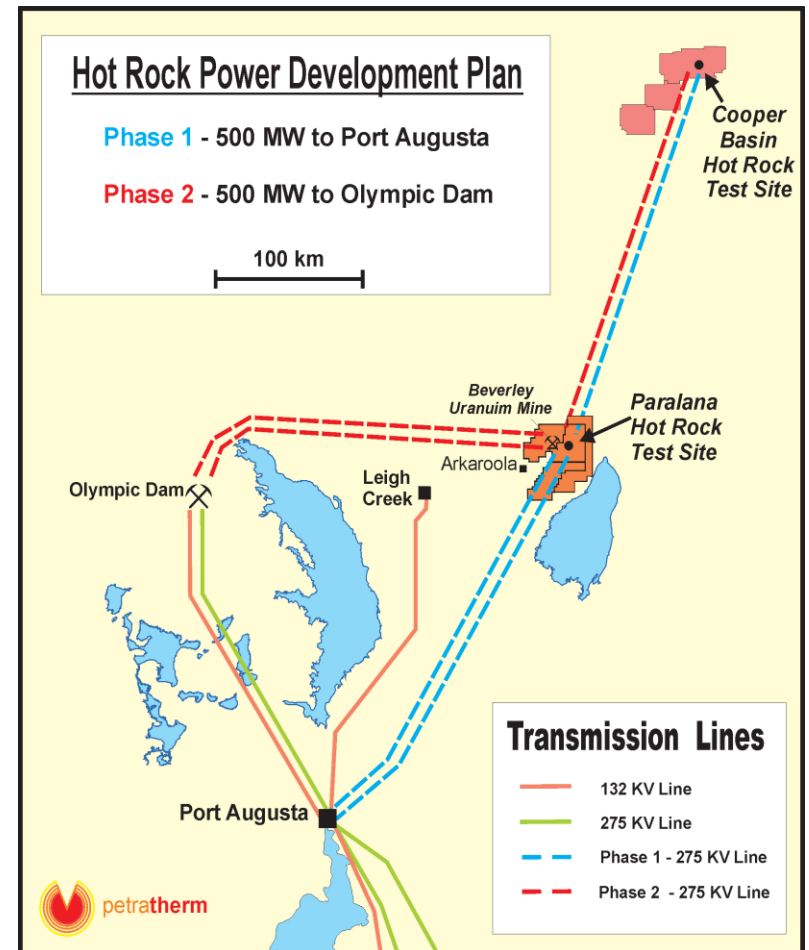 Hot Rock Power Development Plan
Phase 1 - 500 MW to Port Augusta
Phase 2 - 500 MW to Olympic Dam
100 km
Cooper
Basin
Hot Rock
Test Site
Beverley
Uranuim Mine
Paralana
Hot Rock
Test Site
Arkaroola
Leigh
Creek
Olympic Dam
Port Augusta
Transmission Lines
132 KV Line
275 KV Line
Phase 1 - 275 KV Line
Phase 2 - 275 KV Line
petratherm